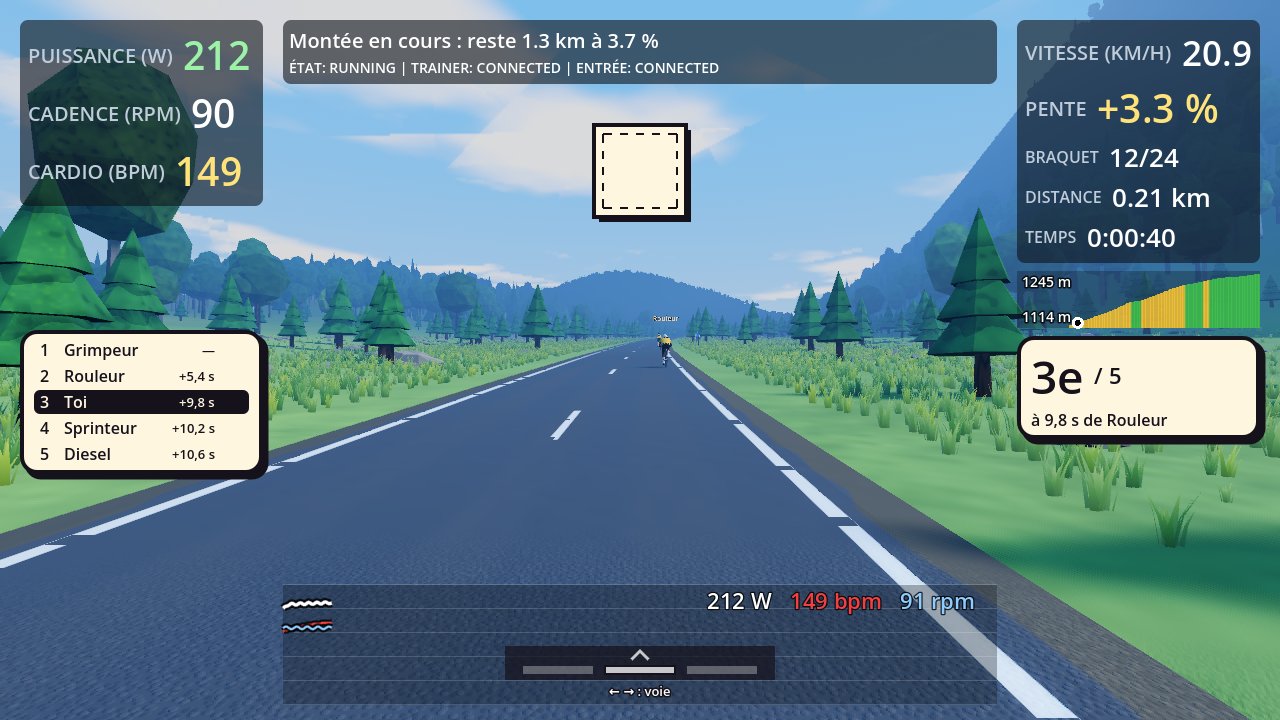 PUISSANCE (W) 212
CADENCE (RPM) 90
CARDIO (BPM) 149
Montée en cours : reste 1.3 km à 3.7 %
ÉTAT: RUNNING | TRAINER: CONNECTED | ENTRÉE: CONNECTED
VITESSE (KM/H) 20.9
PENTE +3.3 %
BRAQUET 12/24
DISTANCE 0.21 km
TEMPS 0:00:40
1245 m
1114 m
Rouleur
1 Grimpeur —
2 Rouleur +5,4 s
3 Toi +9,8 s
4 Sprinteur +10,2 s
5 Diesel +10,6 s
3e / 5
à 9,8 s de Rouleur
212 W 149 bpm 91 rpm
← → : voie